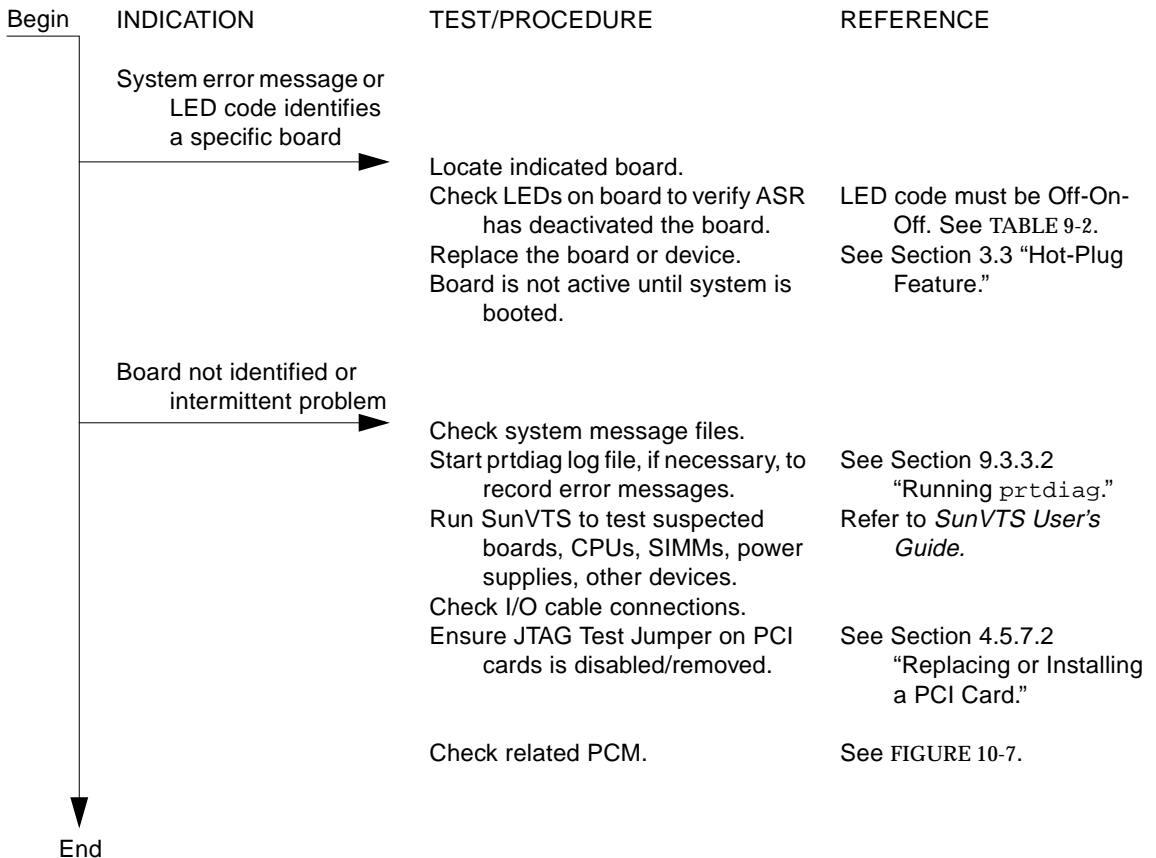 Begin INDICATION TEST/PROCEDURE REFERENCE
System error message or
LED code identifies
a specific board
Locate indicated board.
Check LEDs on board to verify ASR LED code must be Off-On-
has deactivated the board. Off. See TABLE 9-2.
Replace the board or device. See Section 3.3 “Hot-Plug
Board is not active until system is Feature.”
booted.
Board not identified or
intermittent problem
Check system message files.
Start prtdiag log file, if necessary, to See Section 9.3.3.2
record error messages. “Running prtdiag.”
Run SunVTS to test suspected Refer to SunVTS User’s
boards, CPUs, SIMMs, power Guide.
supplies, other devices.
Check I/O cable connections.
Ensure JTAG Test Jumper on PCI See Section 4.5.7.2
cards is disabled/removed. “Replacing or Installing
a PCI Card.”
Check related PCM. See FIGURE 10-7.
End